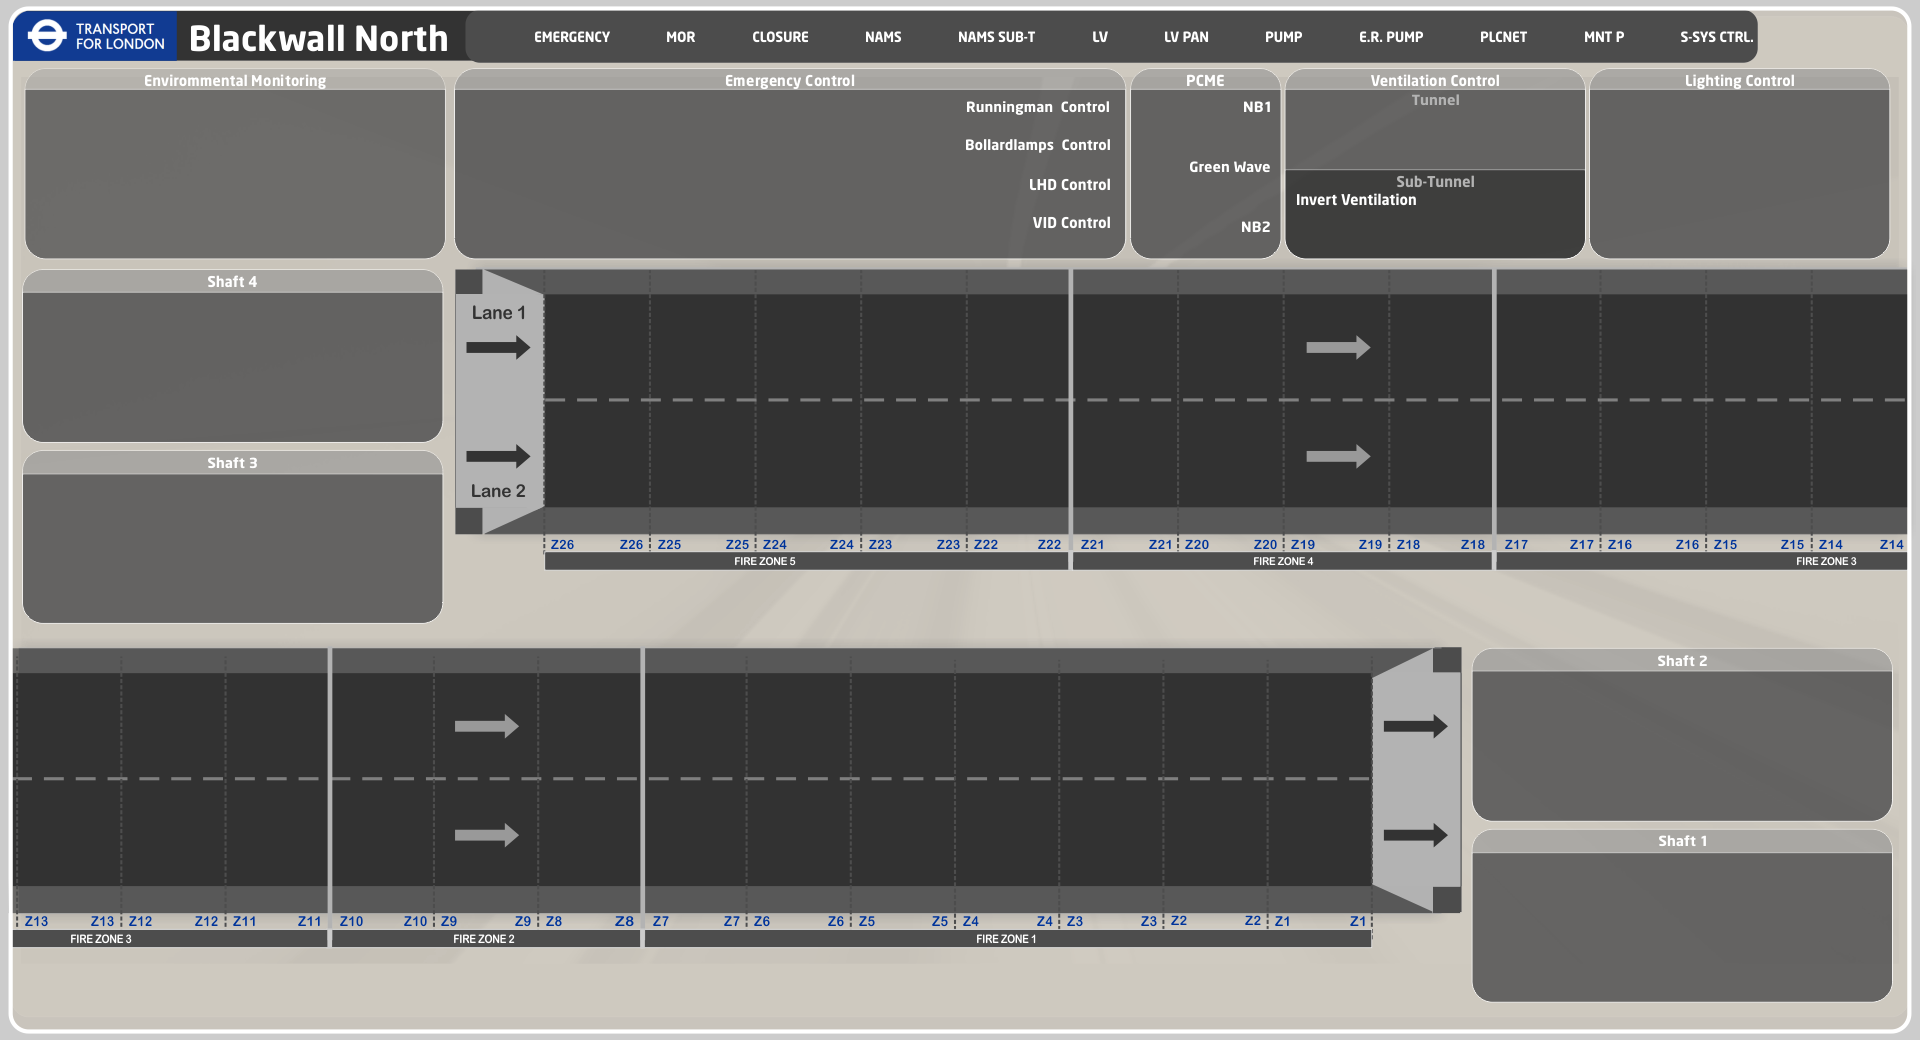 TRANSPORT
FOR LONDON
Blackwall North
EMERGENCY MOR CLOSURE NAMS NAMS SUB-T LV LV PAN PUMP E.R. PUMP PLCNET MNT P S-SYS CTRL.
Envirommental Monitoring
Emergency Control
Runningman Control
Bollardlamps Control
LHD Control
VID Control
PCME
NB1
Green Wave
NB2
Ventilation Control
Tunnel
Sub-Tunnel
Invert Ventilation
Lighting Control
Shaft 4
Shaft 3
Lane 1
Lane 2
Z26 Z26 Z25 Z25 Z24 Z24 Z23 Z23 Z22 Z22 Z21 Z21 Z20 Z20 Z19 Z19 Z18 Z18 Z17 Z17 Z16 Z16 Z15 Z15 Z14 Z14
FIRE ZONE 5 FIRE ZONE 4 FIRE ZONE 3
Z13 Z13 Z12 Z12 Z11 Z11 Z10 Z10 Z9 Z9 Z8 Z8 Z7 Z7 Z6 Z6 Z5 Z5 Z4 Z4 Z3 Z3 Z2 Z2 Z1 Z1
FIRE ZONE 3 FIRE ZONE 2 FIRE ZONE 1
Shaft 2
Shaft 1